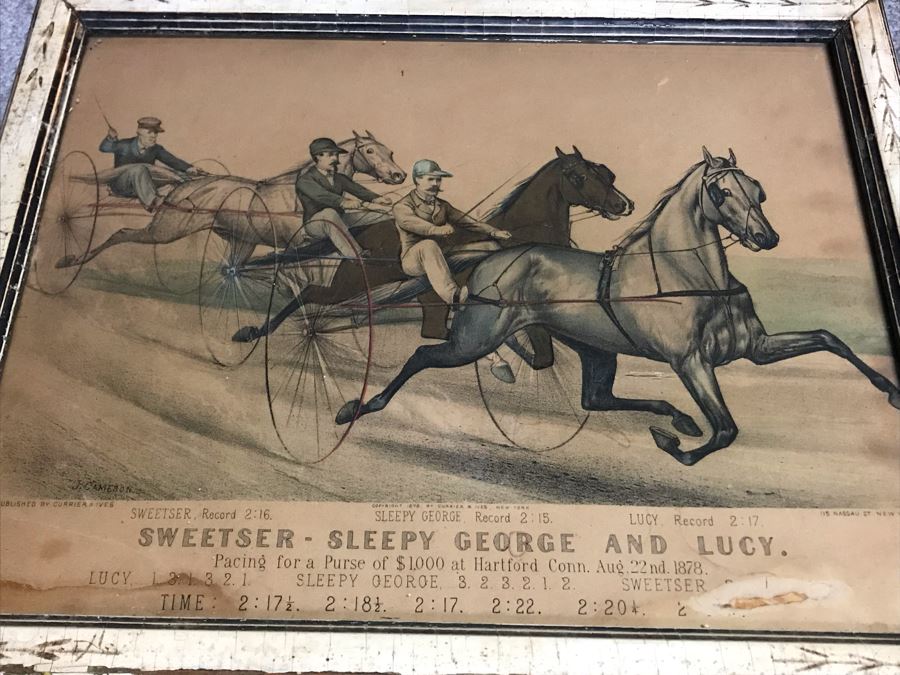 J. CAMERON
PUBLISHED BY CURRIER & IVES COPYRIGHT 1878, BY CURRIER & IVES, NEW YORK 115 NASSAU ST. NEW
SWEETSER, Record 2:16. SLEEPY GEORGE, Record 2:15. LUCY, Record 2:17.
SWEETSER - SLEEPY GEORGE AND LUCY.
Pacing for a Purse of $1,000 at Hartford Conn. Aug. 22nd. 1878.
LUCY, 1. 3. 1. 3. 2. 1. SLEEPY GEORGE, 3. 2. 3. 2. 1. 2. SWEETSER
TIME: 2:17½. 2:18½. 2:17. 2:22. 2:20¼. 2